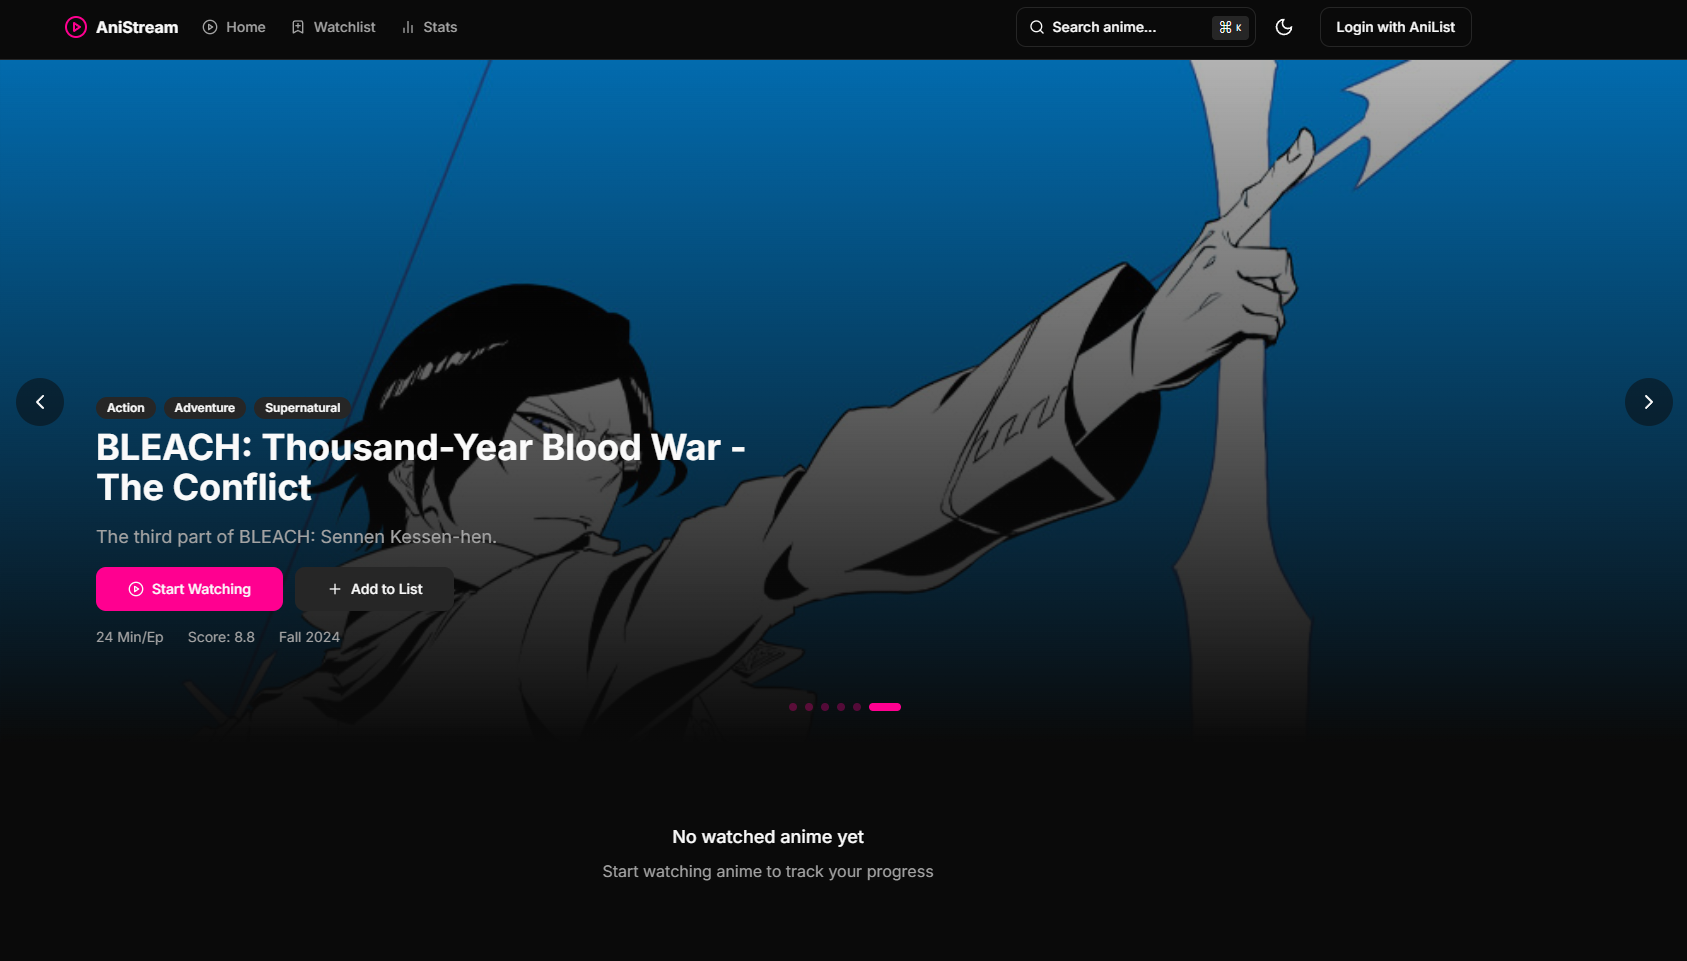 AniStream
Home
Watchlist
Stats
Search anime...
⌘ K
Login with AniList
Action
Adventure
Supernatural
BLEACH: Thousand-Year Blood War -
The Conflict
The third part of BLEACH: Sennen Kessen-hen.
Start Watching
Add to List
24 Min/Ep
Score: 8.8
Fall 2024
No watched anime yet
Start watching anime to track your progress